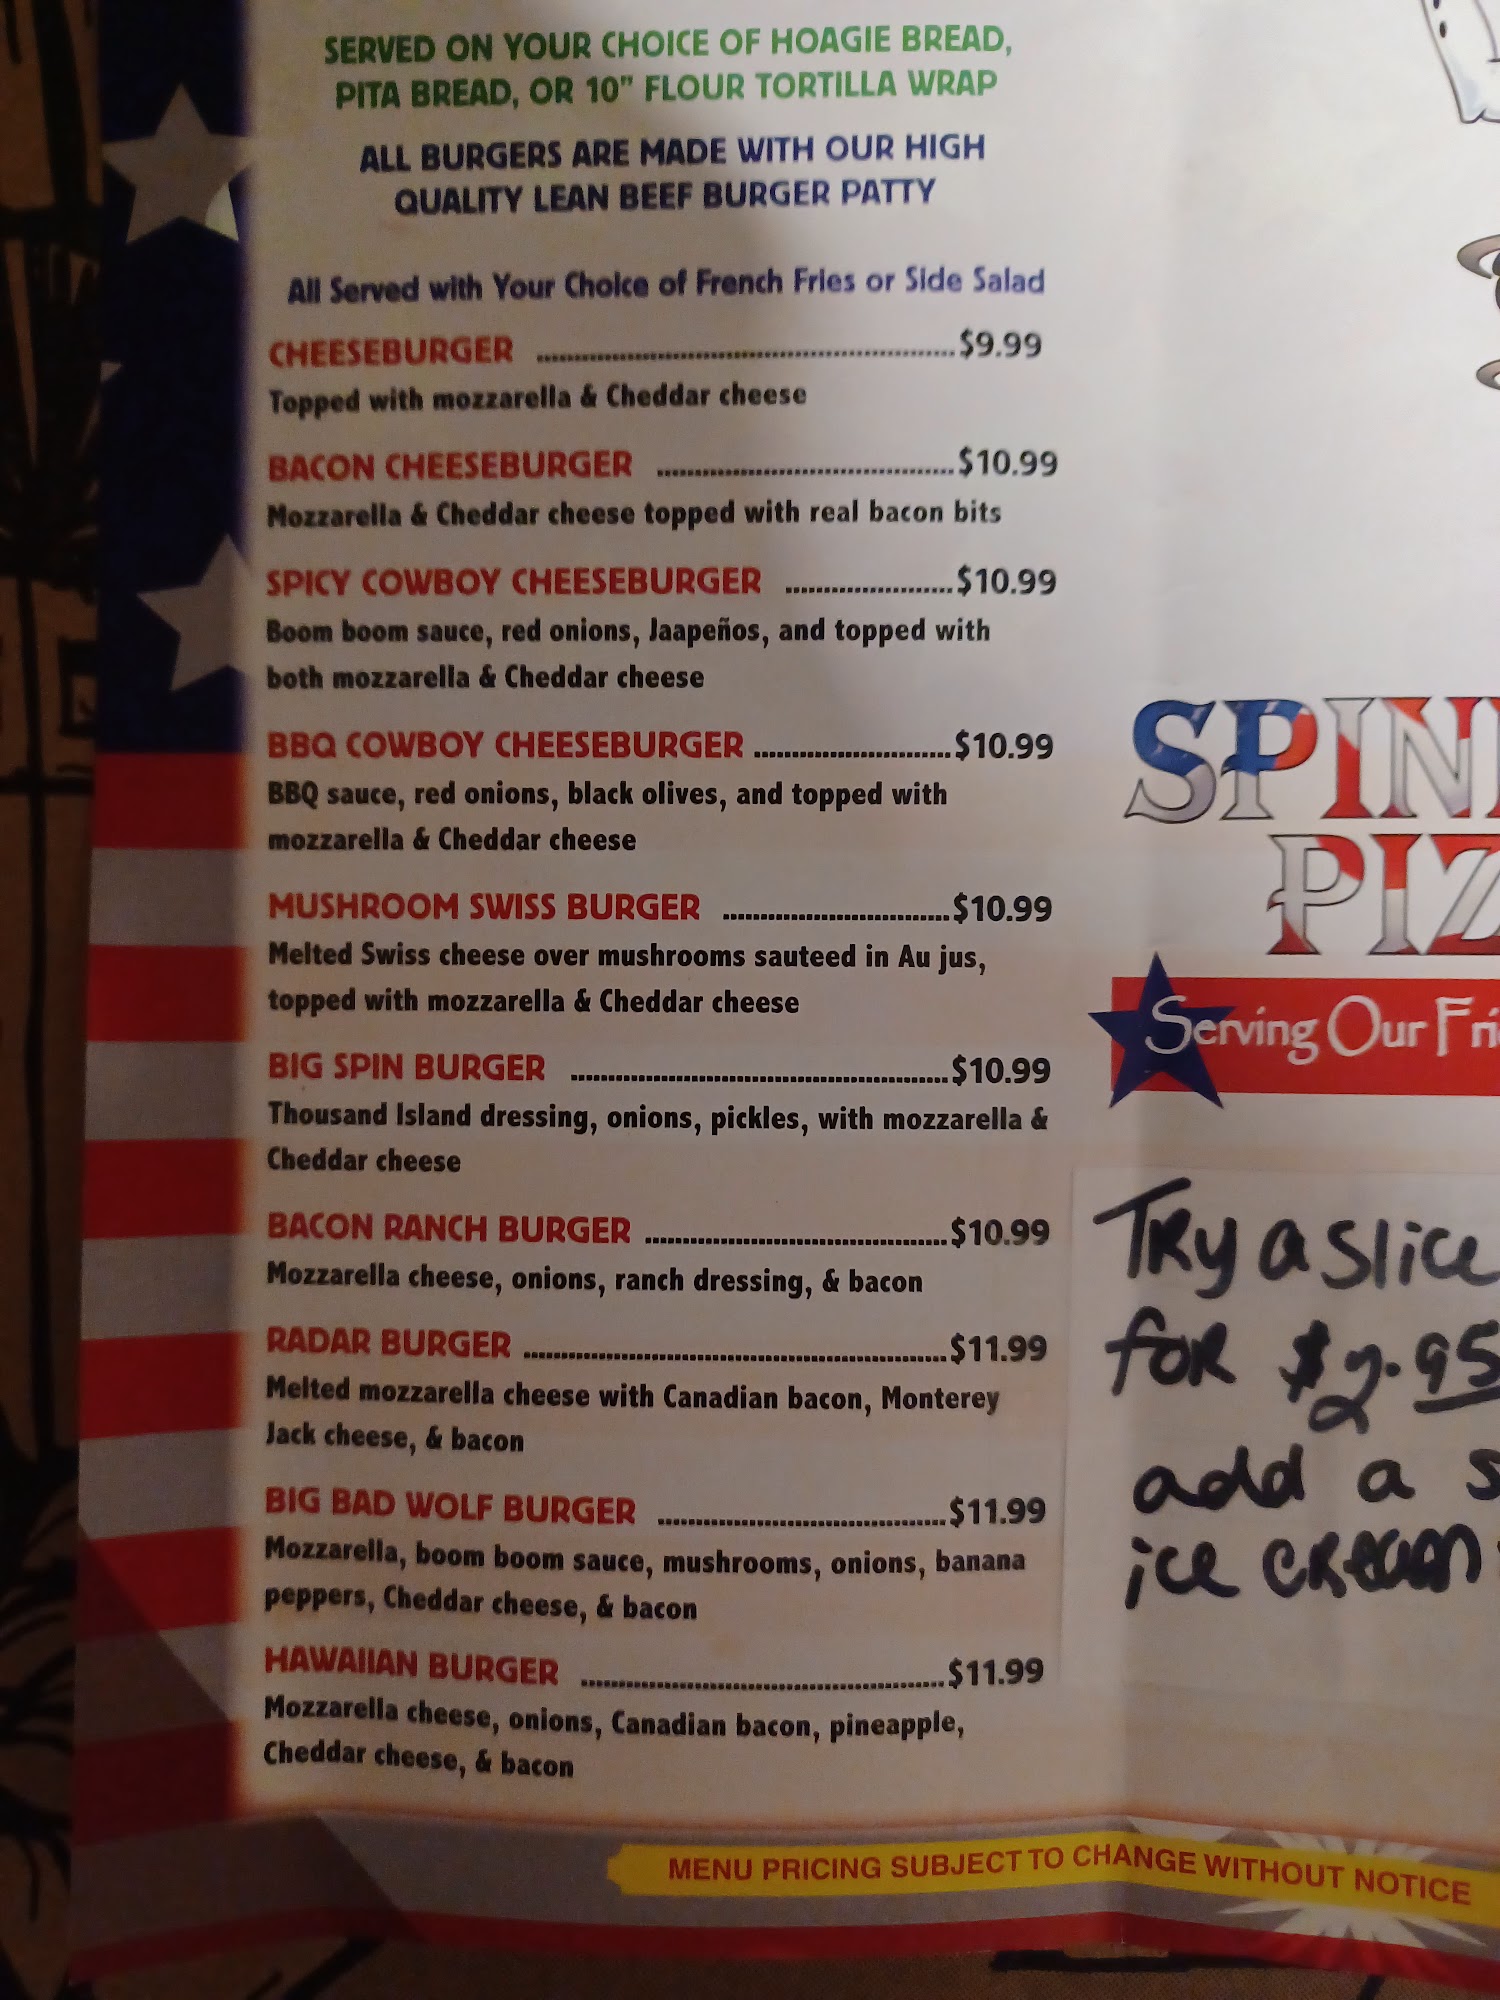 SERVED ON YOUR CHOICE OF HOAGIE BREAD,
PITA BREAD, OR 10" FLOUR TORTILLA WRAP
ALL BURGERS ARE MADE WITH OUR HIGH
QUALITY LEAN BEEF BURGER PATTY
All Served with Your Choice of French Fries or Side Salad
CHEESEBURGER ........................ $9.99
Topped with mozzarella & Cheddar cheese
BACON CHEESEBURGER ........................ $10.99
Mozzarella & Cheddar cheese topped with real bacon bits
SPICY COWBOY CHEESEBURGER ........................ $10.99
Boom boom sauce, red onions, Jaapeños, and topped with
both mozzarella & Cheddar cheese
BBQ COWBOY CHEESEBURGER ........................ $10.99
BBQ sauce, red onions, black olives, and topped with
mozzarella & Cheddar cheese
MUSHROOM SWISS BURGER ........................ $10.99
Melted Swiss cheese over mushrooms sauteed in Au jus,
topped with mozzarella & Cheddar cheese
BIG SPIN BURGER ........................ $10.99
Thousand Island dressing, onions, pickles, with mozzarella &
Cheddar cheese
BACON RANCH BURGER ........................ $10.99
Mozzarella cheese, onions, ranch dressing, & bacon
RADAR BURGER ........................ $11.99
Melted mozzarella cheese with Canadian bacon, Monterey
Jack cheese, & bacon
BIG BAD WOLF BURGER ........................ $11.99
Mozzarella, boom boom sauce, mushrooms, onions, banana
peppers, Cheddar cheese, & bacon
HAWAIIAN BURGER ........................ $11.99
Mozzarella cheese, onions, Canadian bacon, pineapple,
Cheddar cheese, & bacon
SPIN
PIZ
Serving Our Fri
Try a slice
for $2.95
add a s
ice cream
MENU PRICING SUBJECT TO CHANGE WITHOUT NOTICE